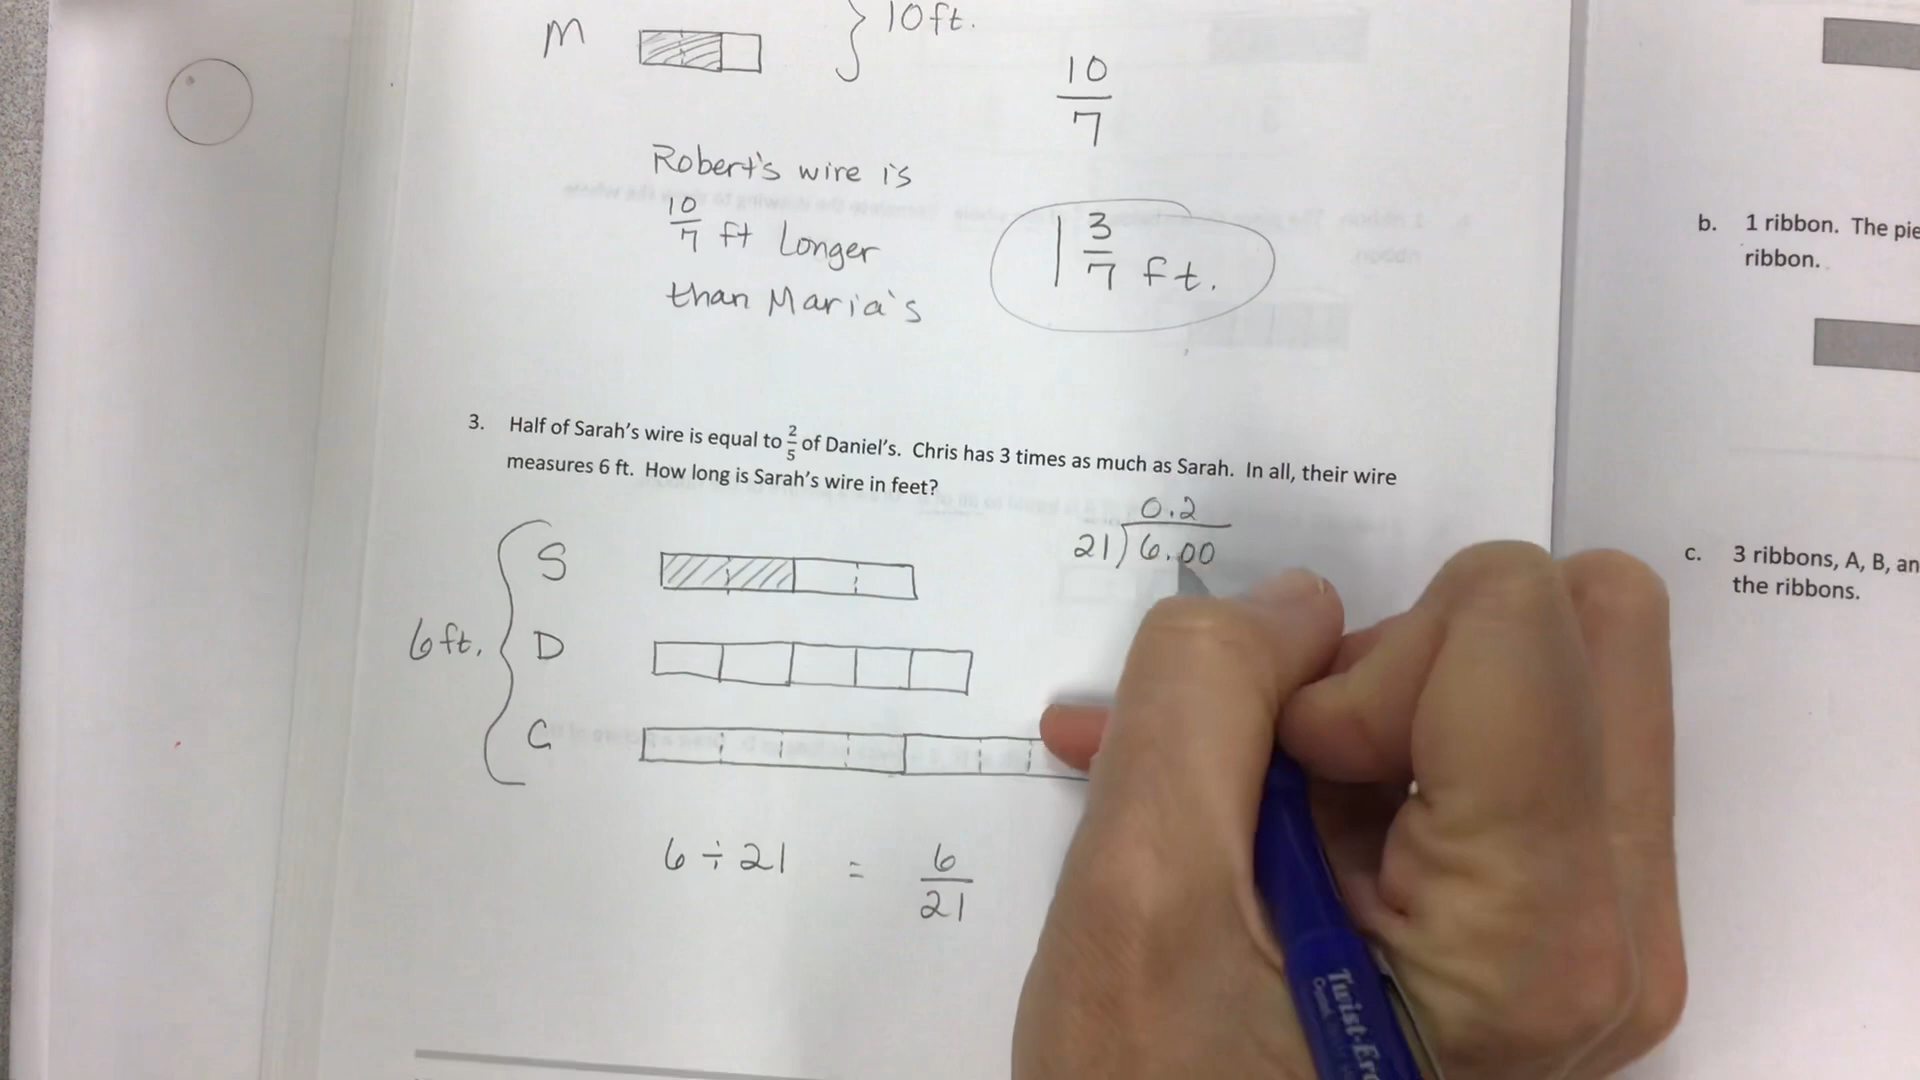 M 10ft.
10
7
Robert's wire is
10
7 ft Longer
than Maria's
1 3/7 ft.
3. Half of Sarah's wire is equal to 2/5 of Daniel's. Chris has 3 times as much as Sarah. In all, their wire
measures 6 ft. How long is Sarah's wire in feet?
0.2
21) 6.00
S
6ft. D
C
6 ÷ 21 = 6/21
b. 1 ribbon. The pie
ribbon.
c. 3 ribbons, A, B, an
the ribbons.
Twist-Er